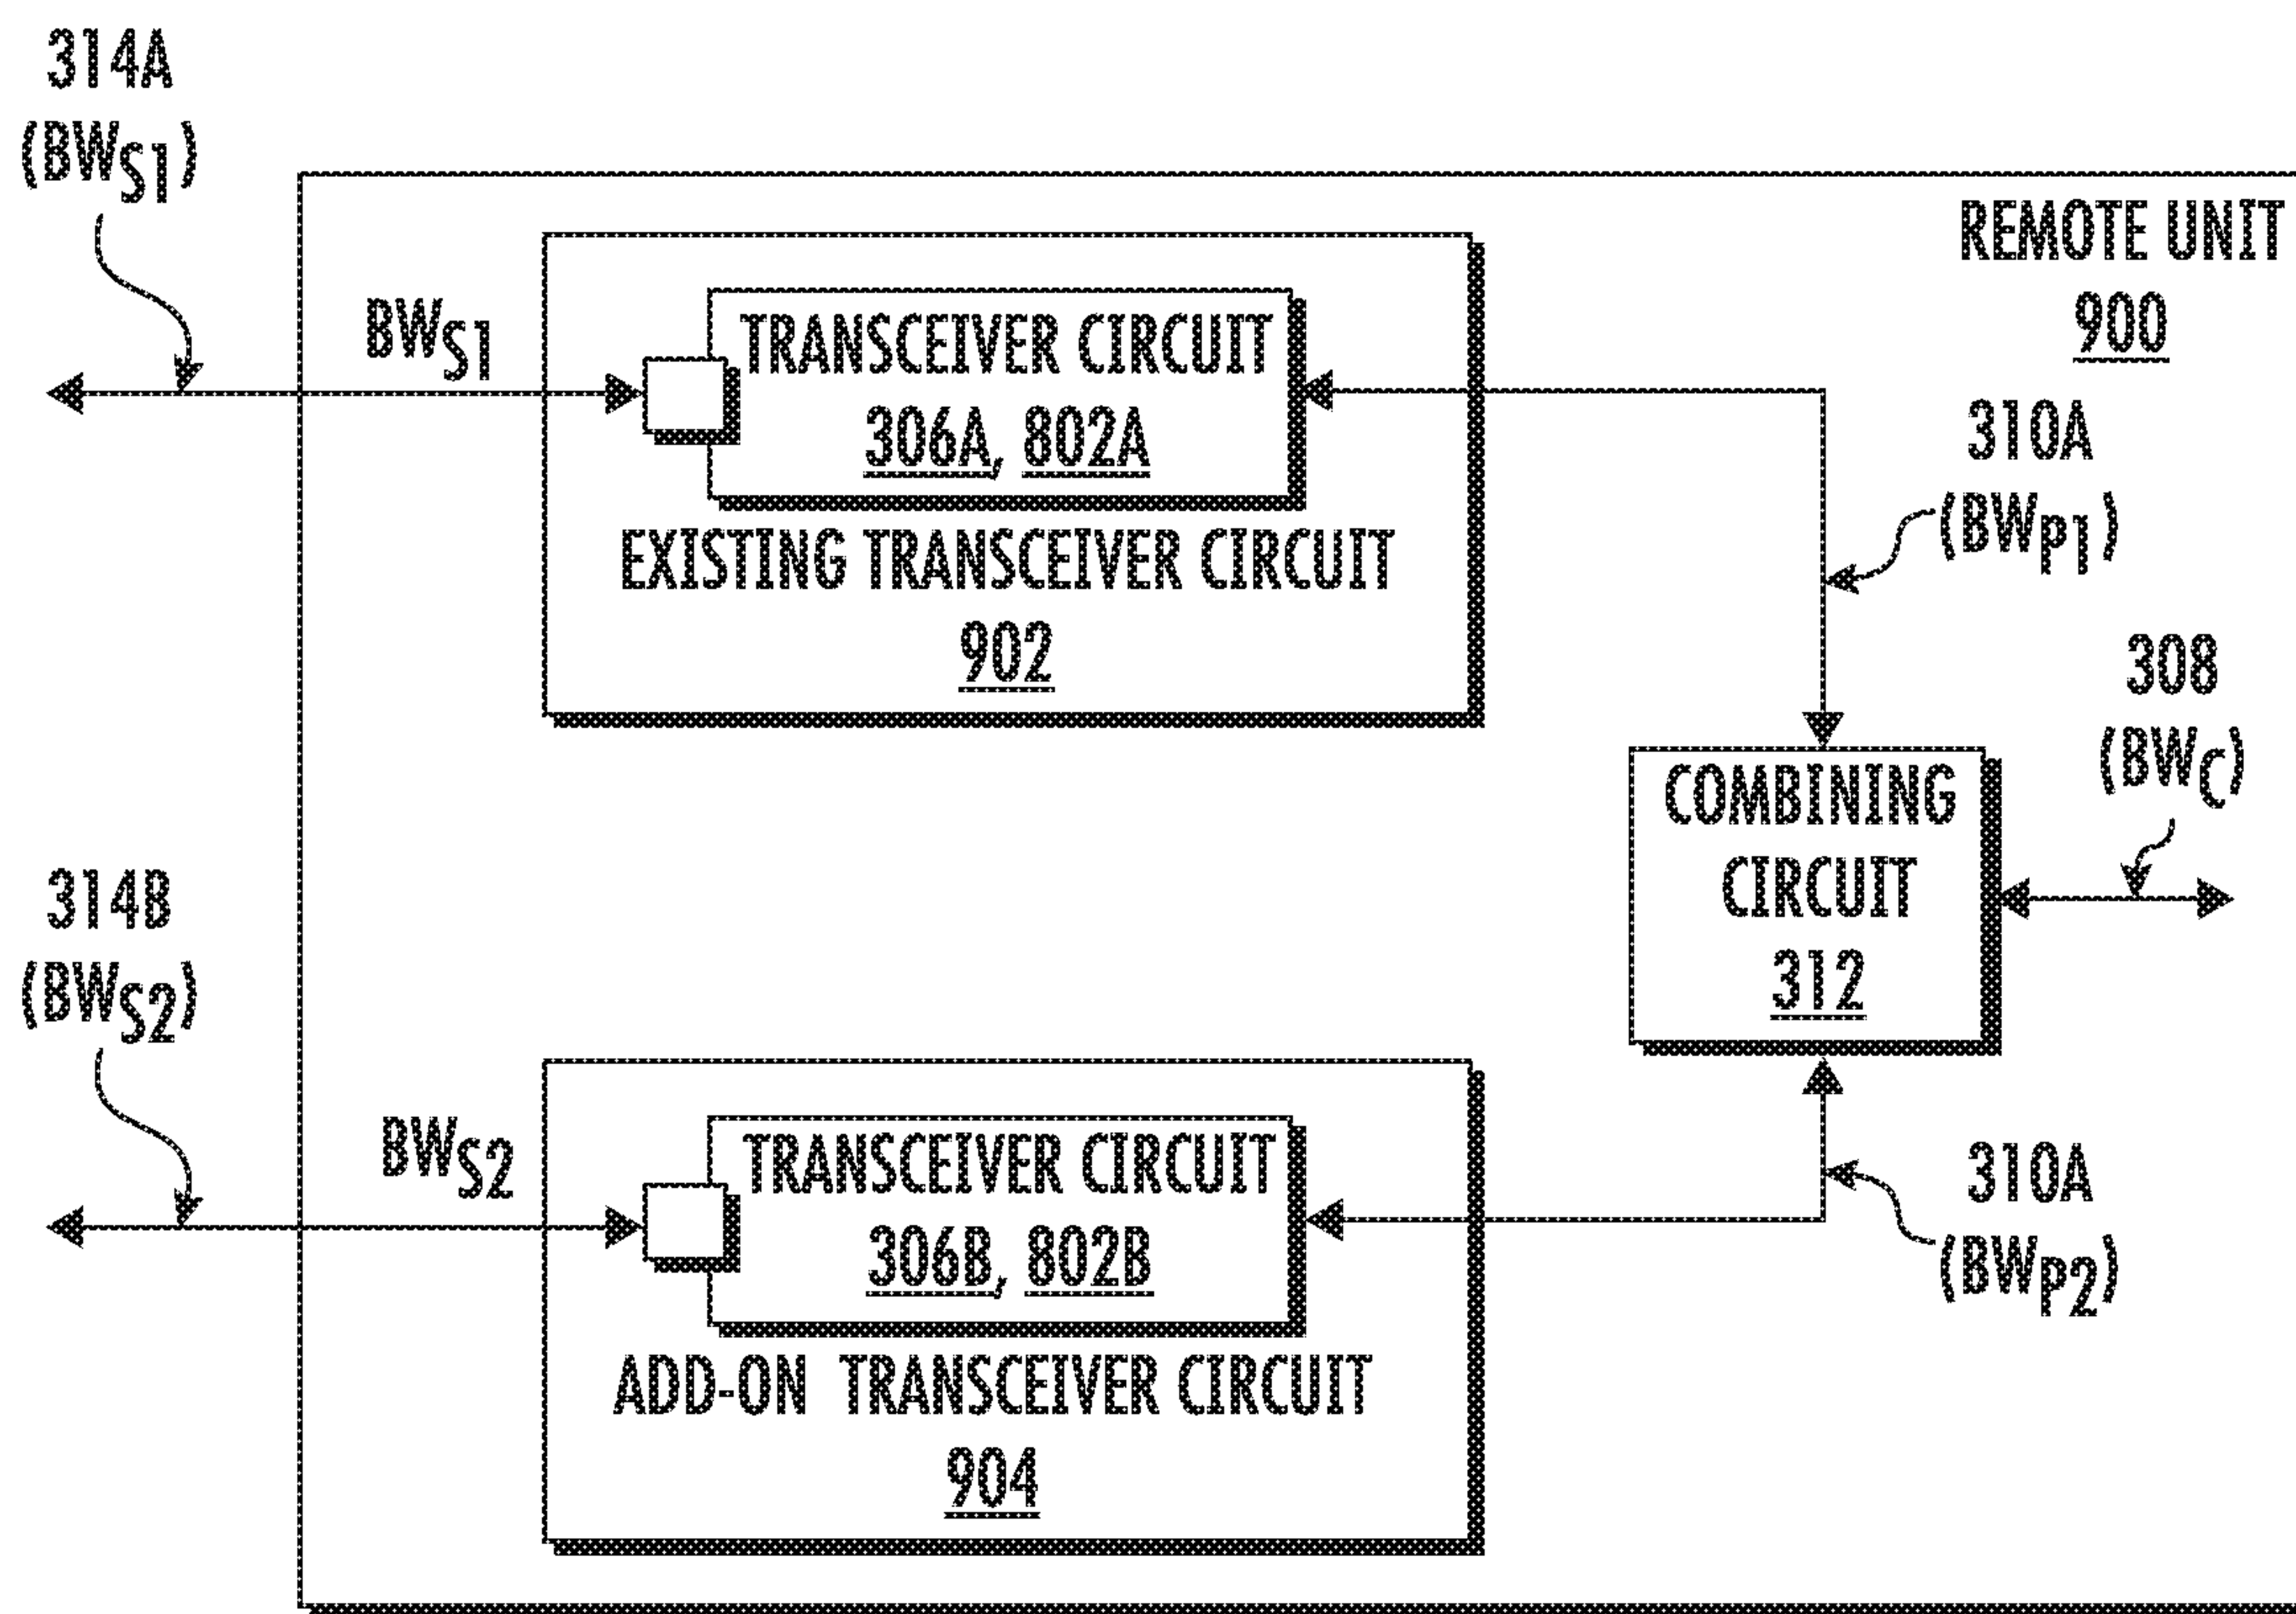 314A
(BWS1)
REMOTE UNIT
900
BWS1
TRANSCEIVER CIRCUIT
306A, 802A
EXISTING TRANSCEIVER CIRCUIT
902
310A
(BWP1)
308
(BWC)
COMBINING
CIRCUIT
312
314B
(BWS2)
BWS2
TRANSCEIVER CIRCUIT
306B, 802B
ADD-ON TRANSCEIVER CIRCUIT
904
310A
(BWP2)